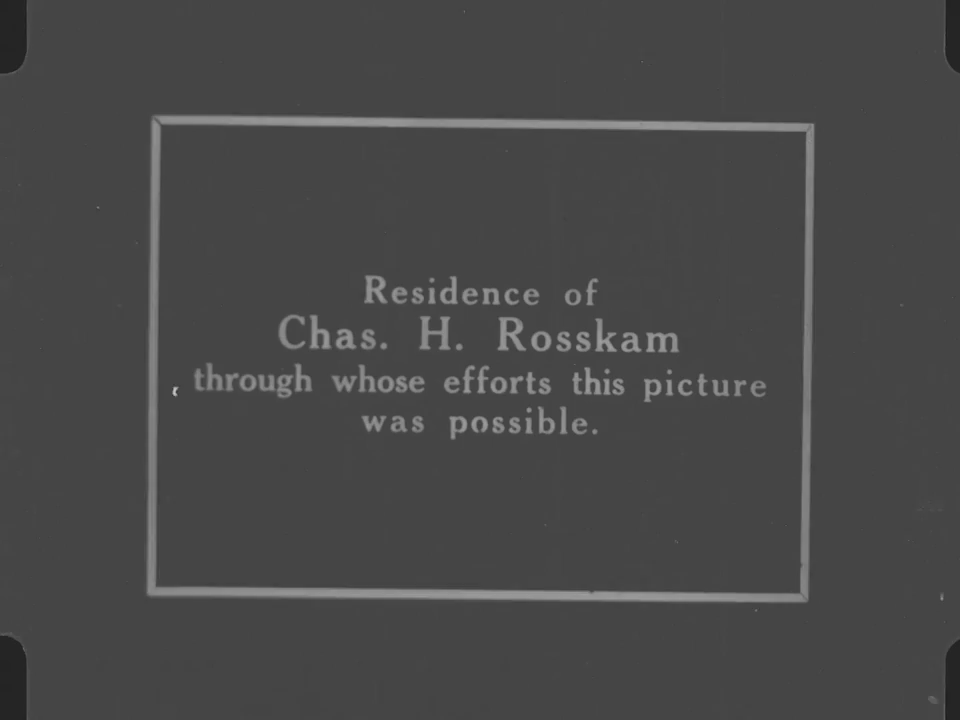 Residence of
Chas. H. Rosskam
through whose efforts this picture
was possible.